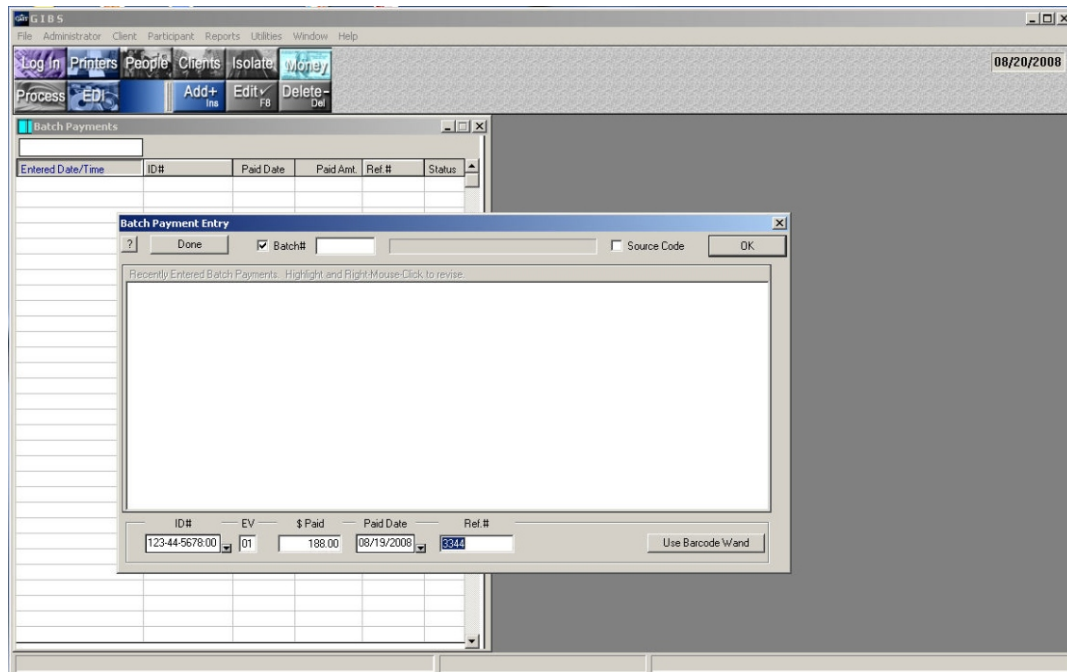 GIBS
File Administrator Client Participant Reports Utilities Window Help
Log In Printers People Clients Isolate Money
08/20/2008
Process EDI Add+ Ins Edit✓ F8 Delete- Del
Batch Payments
Entered Date/Time ID# Paid Date Paid Amt. Ref.# Status
Batch Payment Entry
? Done Batch# Source Code OK
Recently Entered Batch Payments. Highlight and Right-Mouse-Click to revise.
ID# EV $ Paid Paid Date Ref.#
123-44-5678:00 01 188.00 08/19/2008 3344 Use Barcode Wand